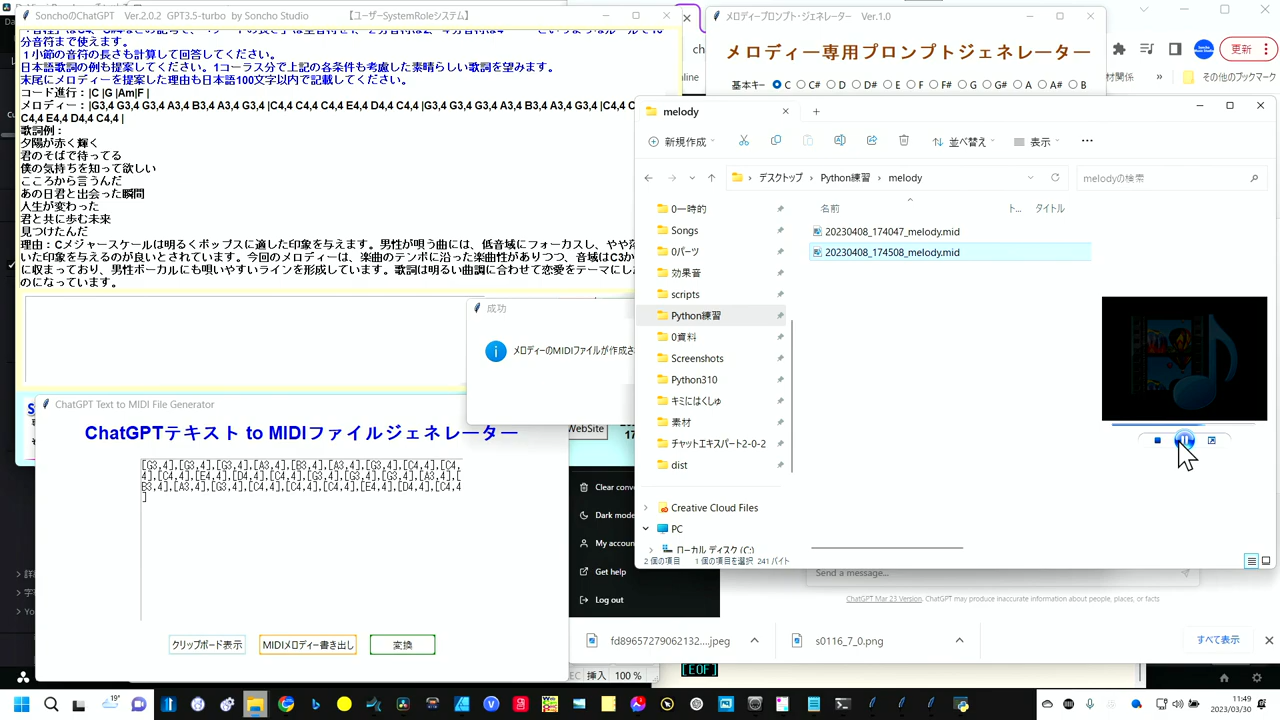 SonchoのChatGPT Ver.2.0.2 GPT3.5-turbo by Soncho Studio 【ユーザーSystemRoleシステム】
分音符まで使えます。
１小節の音符の長さも計算して回答してください。
日本語歌詞の例も提案してください。1コーラス分で上記の各条件も考慮した素晴らしい歌詞を望みます。
末尾にメロディーを提案した理由も日本語100文字以内で記載してください。
コード進行：|C |G |Am|F |
メロディー：|G3,4 G3,4 G3,4 A3,4 B3,4 A3,4 G3,4 |C4,4 C4,4 C4,4 E4,4 D4,4 C4,4 |G3,4 G3,4 G3,4 A3,4 B3,4 A3,4 G3,4 |C4,4
C4,4 E4,4 D4,4 C4,4 |
歌詞例：
夕陽が赤く輝く
君のそばで待ってる
僕の気持ちを知って欲しい
こころから言うんだ
あの日君と出会った瞬間
人生が変わった
君と共に歩む未来
見つけたんだ
理由：Cメジャースケールは明るくポップスに適した印象を与えます。男性が唄う曲には、低音域にフォーカスし、やや落
いた印象を与えるのが良いとされています。今回のメロディーは、楽曲のテンポに沿った楽曲性がありつつ、音域はC3か
に収まっており、男性ボーカルにも唄いやすいラインを形成しています。歌詞は明るい曲調に合わせて恋愛をテーマにし
のになっています。
成功
メロディーのMIDIファイルが作成さ
ChatGPT Text to MIDI File Generator
ChatGPTテキスト to MIDIファイルジェネレーター
[G3,4],[G3,4],[G3,4],[A3,4],[B3,4],[A3,4],[G3,4],[C4,4],[C4,
4],[C4,4],[E4,4],[D4,4],[C4,4],[G3,4],[G3,4],[G3,4],[A3,4],[
B3,4],[A3,4],[G3,4],[C4,4],[C4,4],[C4,4],[E4,4],[D4,4],[C4,4
]
クリップボード表示
MIDIメロディー書き出し
変換
WebSite
Clear conv
Dark mode
My accoun
Get help
Log out
メロディープロンプト・ジェネレーター Ver.1.0
メロディー専用プロンプトジェネレーター
基本キー C C# D D# E F F# G G# A A# B
更新
その他のブックマーク
melody
新規作成
並べ替え
表示
デスクトップ > Python練習 > melody
melodyの検索
名前
ト...
タイトル
0一時的
Songs
0パーツ
効果音
scripts
Python練習
0資料
Screenshots
Python310
キミにはくしゅ
素材
チャットエキスパート2-0-2
dist
Creative Cloud Files
PC
ローカル ディスク (C:)
20230408_174047_melody.mid
20230408_174508_melody.mid
2 個の項目 1 個の項目を選択 241 バイト
Send a message...
ChatGPT Mar 23 Version. ChatGPT may produce inaccurate information about people, places, or facts
fd89657279062132....jpeg
s0116_7_0.png
すべて表示
[EOF]
挿入 100 %
19°
11:49
2023/03/30